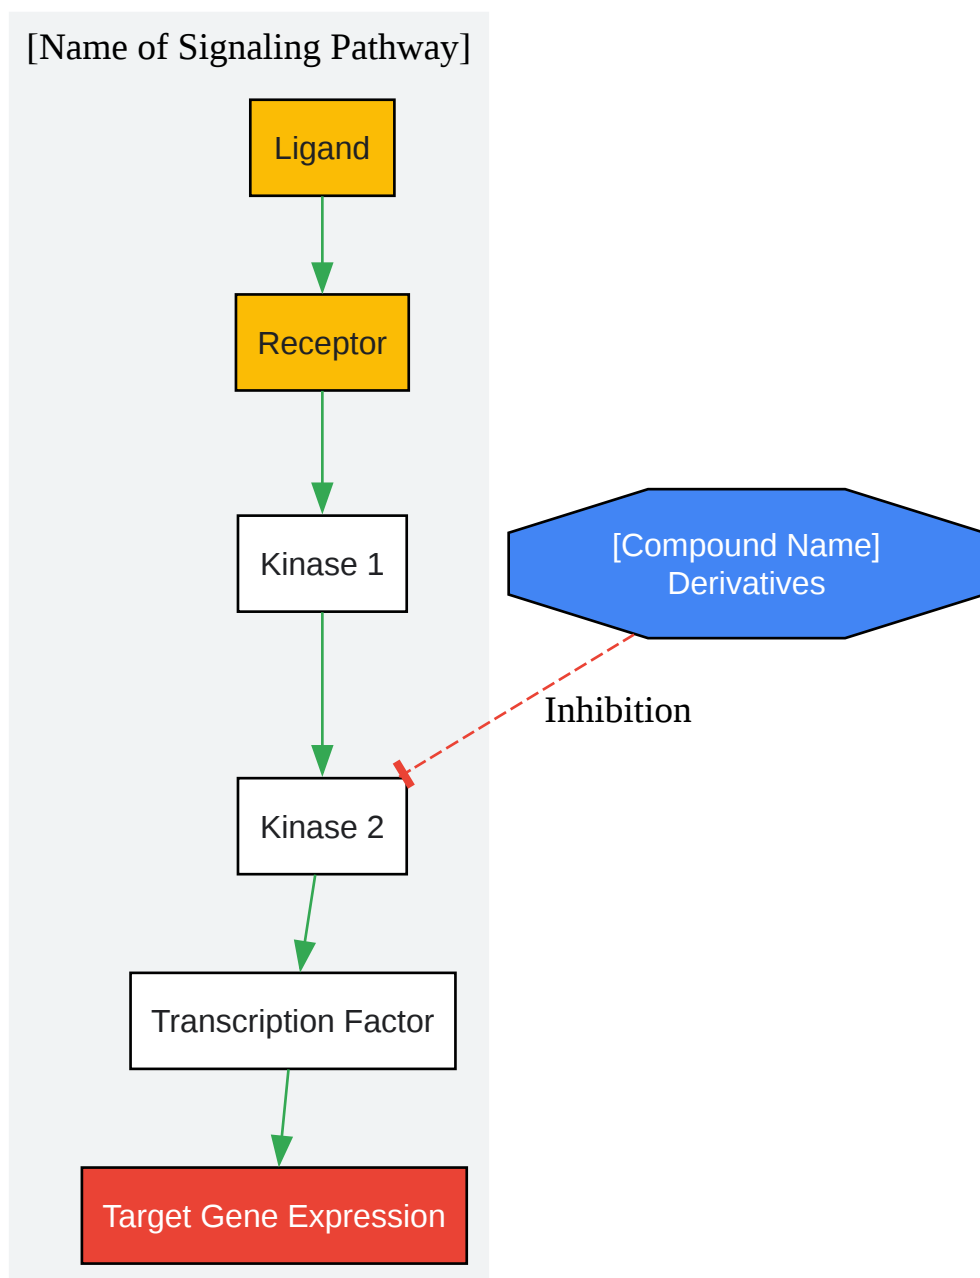 [Name of Signaling Pathway]
Ligand
Receptor
Kinase 1
[Compound Name]
Derivatives
Inhibition
Kinase 2
Transcription Factor
Target Gene Expression